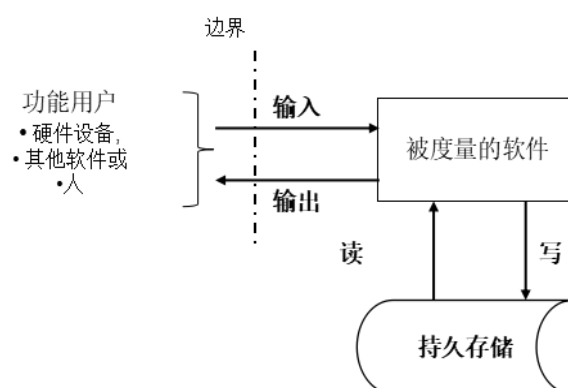 边界
功能用户
• 硬件设备,
• 其他软件或
•人
输入
被度量的软件
输出
读
写
持久存储